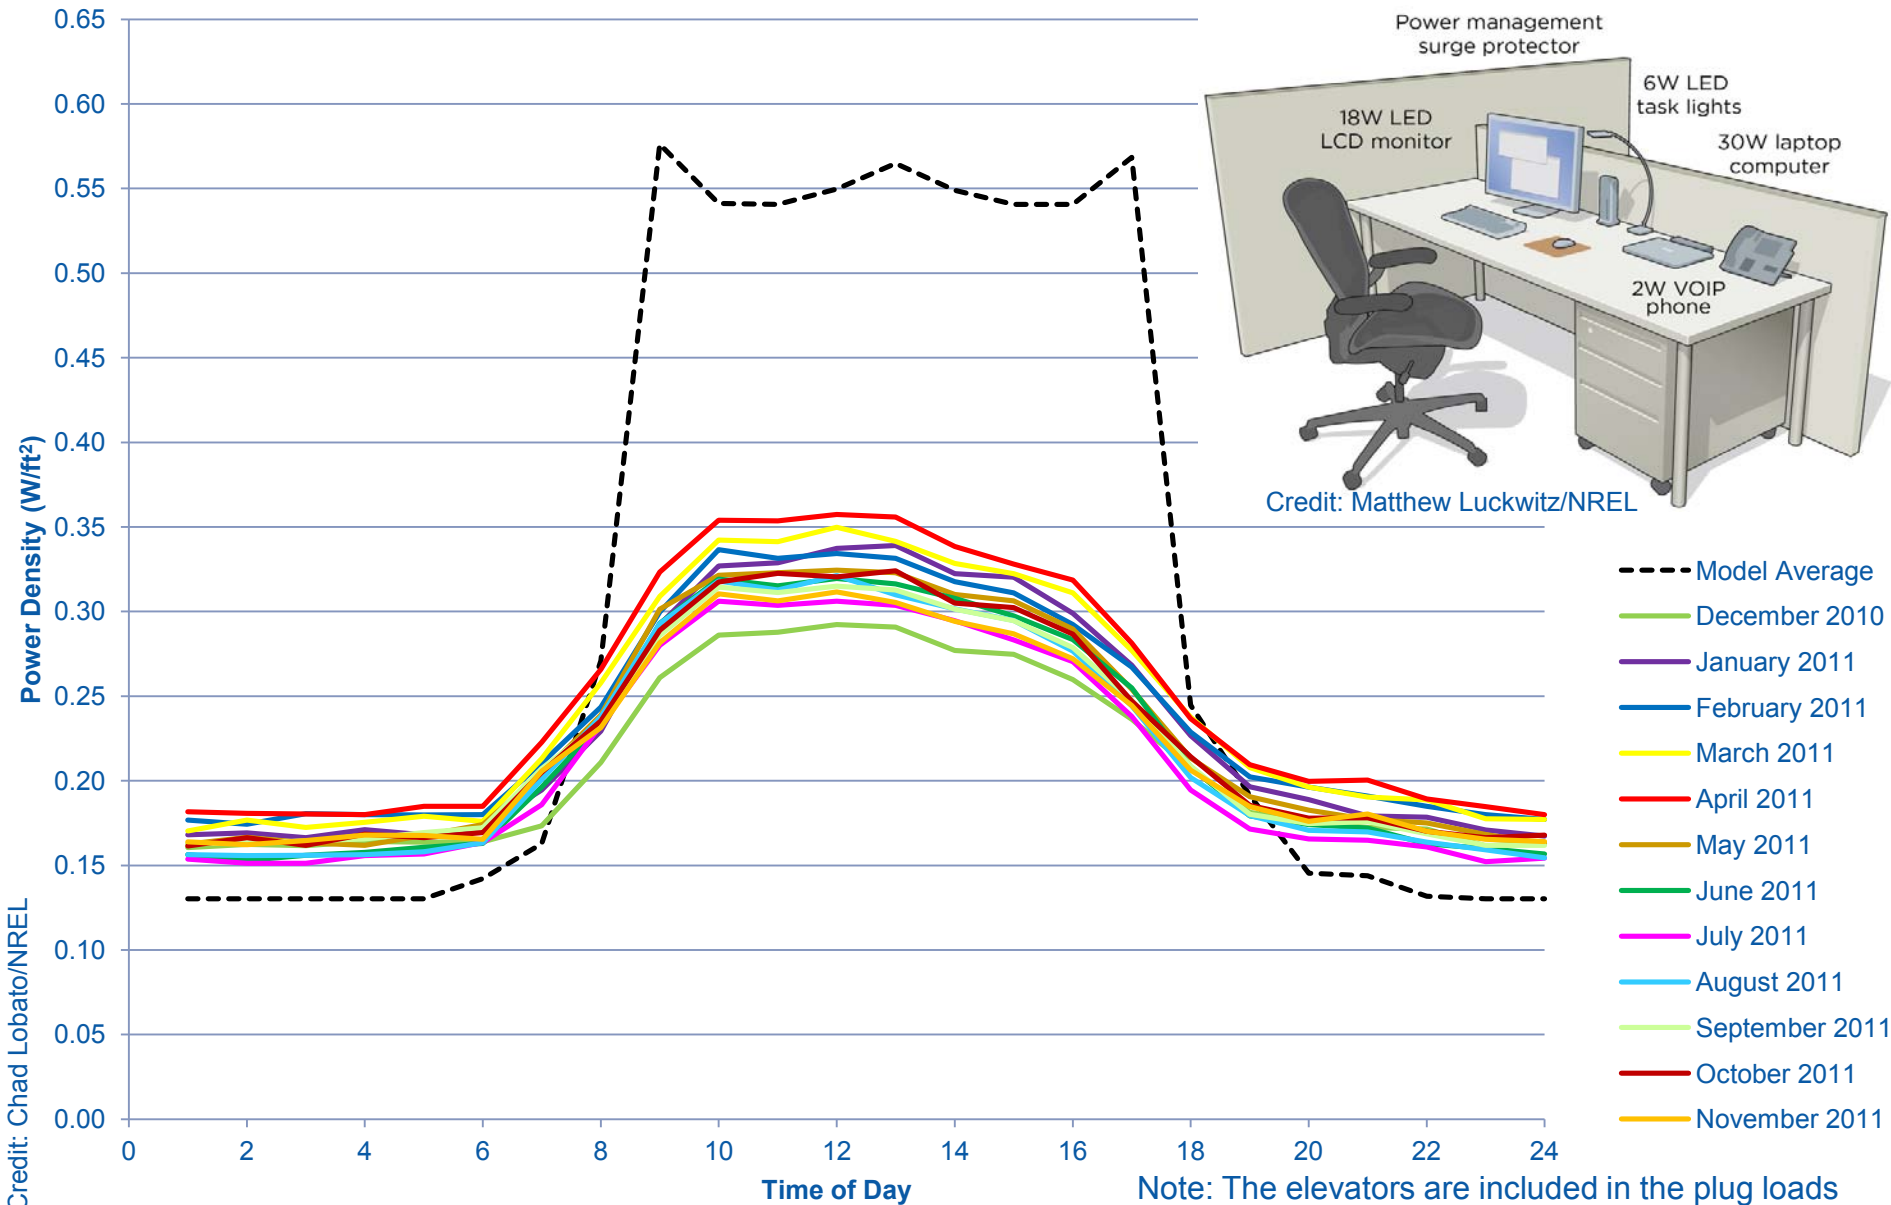 0.65
0.60
0.55
0.50
0.45
0.40
0.35
0.30
0.25
0.20
0.15
0.10
0.05
0.00
Power Density (W/ft²)
Credit: Chad Lobato/NREL
0 2 4 6 8 10 12 14 16 18 20 22 24
Time of Day
Note: The elevators are included in the plug loads
Power management
surge protector
6W LED
task lights
18W LED
LCD monitor
30W laptop
computer
2W VOIP
phone
Credit: Matthew Luckwitz/NREL
Model Average
December 2010
January 2011
February 2011
March 2011
April 2011
May 2011
June 2011
July 2011
August 2011
September 2011
October 2011
November 2011